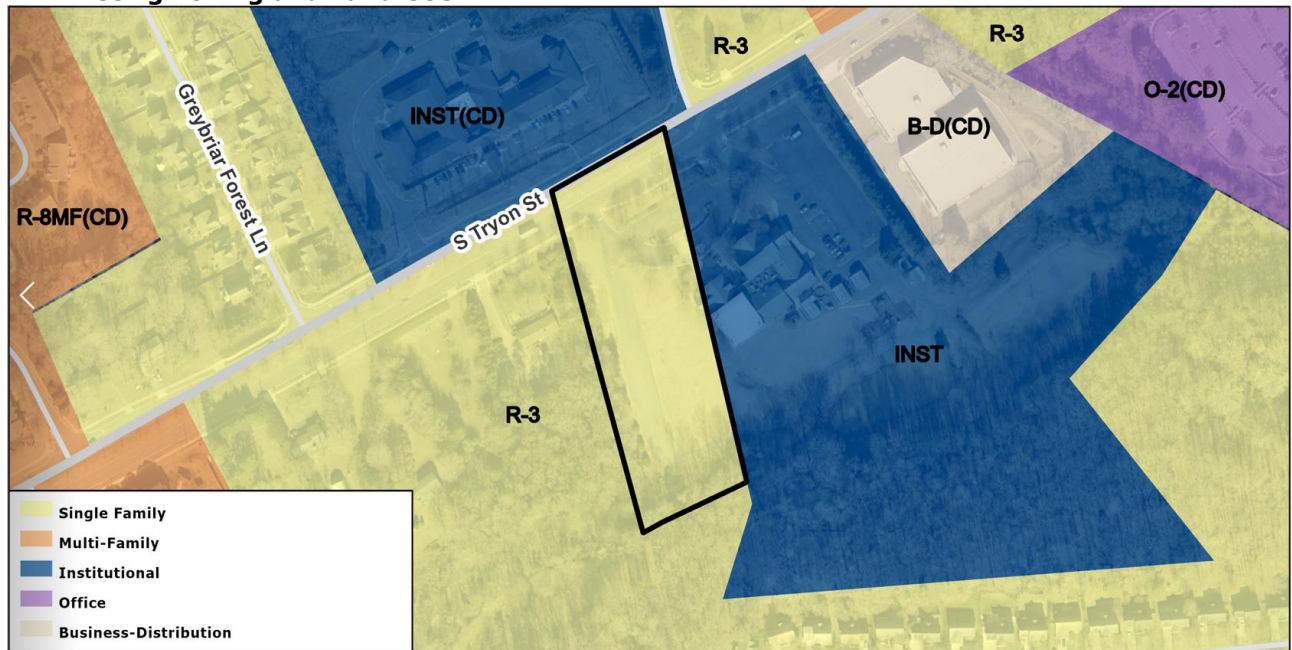 R-3
R-3
INST(CD)
O-2(CD)
B-D(CD)
Greybriar Forest Ln
R-8MF(CD)
S Tryon St
INST
R-3
Single Family
Multi-Family
Institutional
Office
Business-Distribution